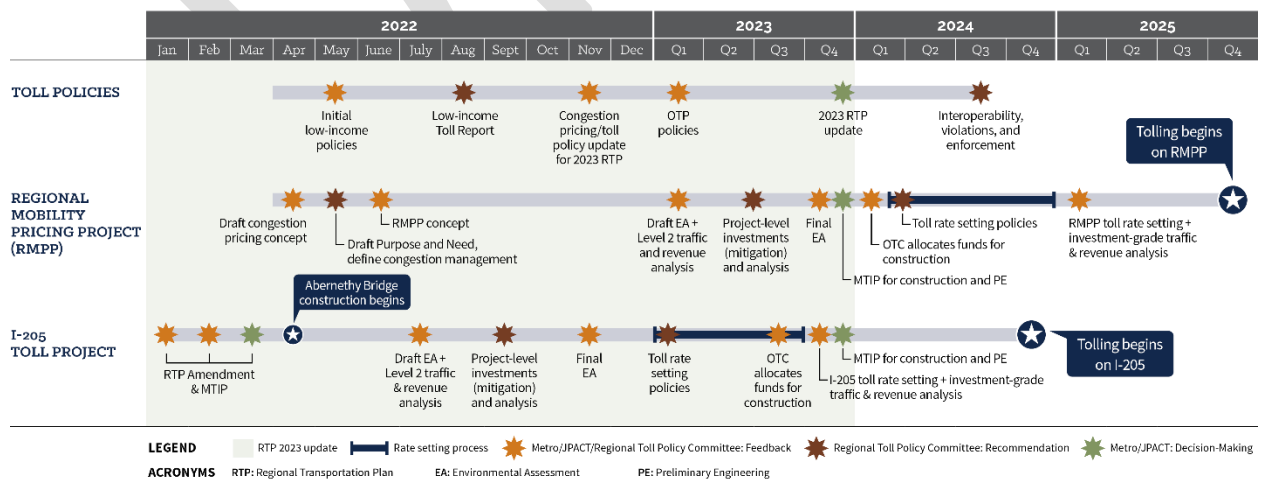 2022 2023 2024 2025
Jan Feb Mar Apr May June July Aug Sept Oct Nov Dec Q1 Q2 Q3 Q4 Q1 Q2 Q3 Q4 Q1 Q2 Q3 Q4
TOLL POLICIES
Initial
low-income
policies
Low-income
Toll Report
Congestion
pricing/toll
policy update
for 2023 RTP
OTP
policies
2023 RTP
update
Interoperability,
violations, and
enforcement
Tolling begins
on RMPP
REGIONAL
MOBILITY
PRICING PROJECT
(RMPP)
Draft congestion
pricing concept
RMPP concept
Draft Purpose and Need,
define congestion management
Draft EA +
Level 2 traffic
and revenue
analysis
Project-level
investments
(mitigation)
and analysis
Final
EA
Toll rate setting policies
OTC allocates funds for
construction
MTIP for construction and PE
RMPP toll rate setting +
investment-grade traffic
& revenue analysis
Abernethy Bridge
construction begins
I-205
TOLL PROJECT
RTP Amendment
& MTIP
Draft EA +
Level 2 traffic
& revenue
analysis
Project-level
investments
(mitigation)
and analysis
Final
EA
Toll rate
setting
policies
OTC
allocates
funds for
construction
MTIP for construction and PE
I-205 toll rate setting + investment-grade
traffic & revenue analysis
Tolling begins
on I-205
LEGEND RTP 2023 update Rate setting process Metro/JPACT/Regional Toll Policy Committee: Feedback Regional Toll Policy Committee: Recommendation Metro/JPACT: Decision-Making
ACRONYMS RTP: Regional Transportation Plan EA: Environmental Assessment PE: Preliminary Engineering